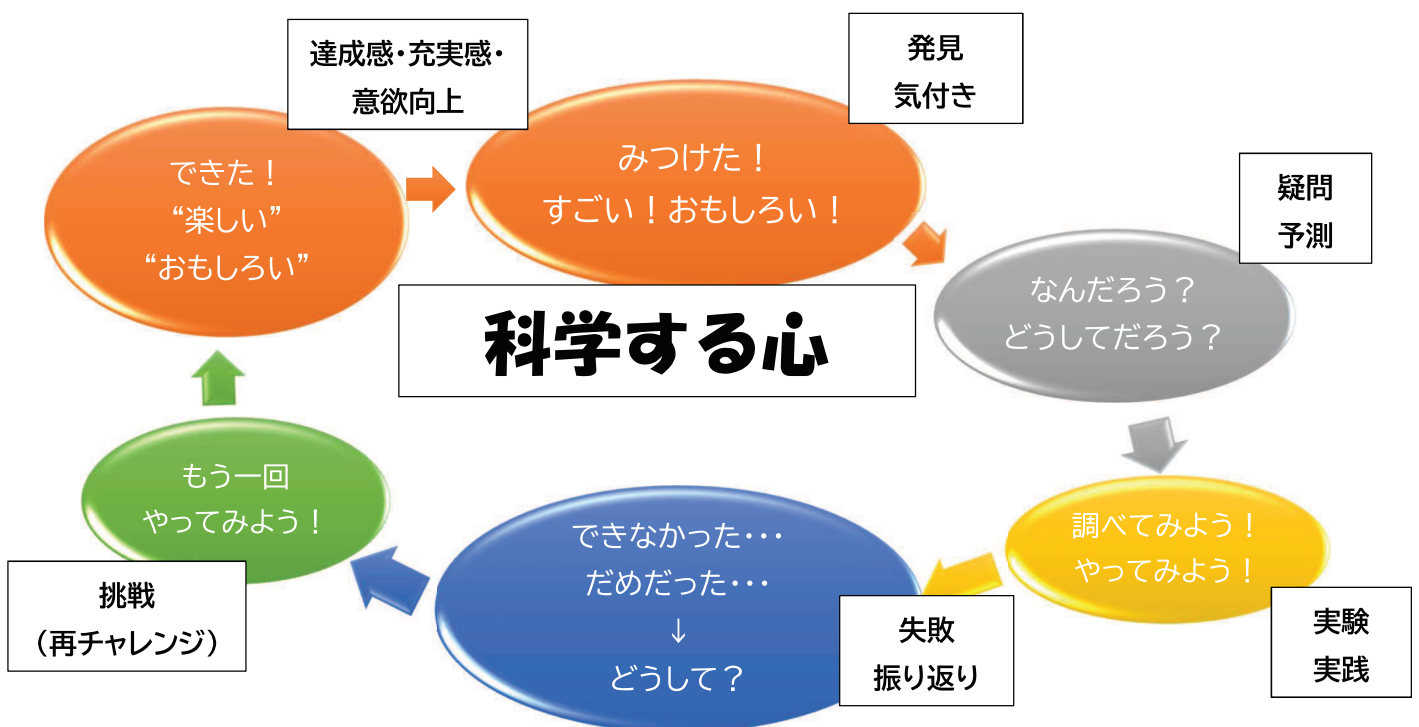 達成感・充実感・
意欲向上
発見
気付き
できた！
“楽しい”
“おもしろい”
みつけた！
すごい！おもしろい！
疑問
予測
なんだろう？
どうしてだろう？
科学する心
もう一回
やってみよう！
挑戦
（再チャレンジ）
できなかった・・・
だめだった・・・
↓
どうして？
失敗
振り返り
調べてみよう！
やってみよう！
実験
実践